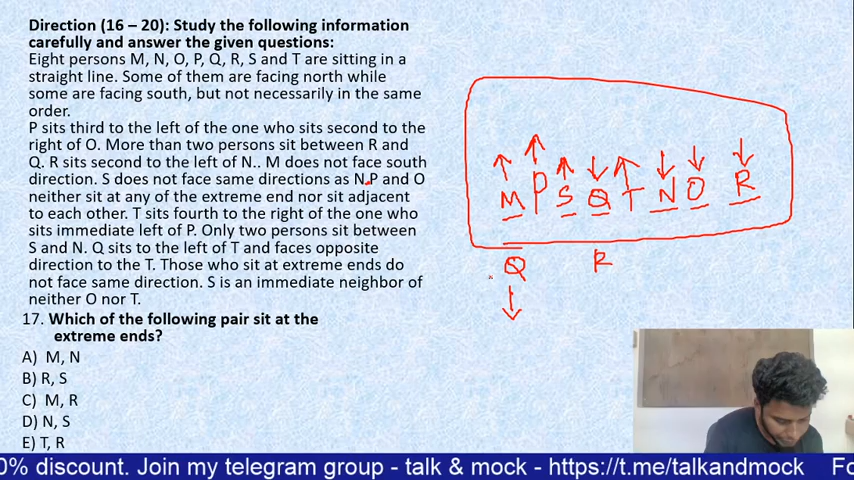 Direction (16 – 20): Study the following information
carefully and answer the given questions:
Eight persons M, N, O, P, Q, R, S and T are sitting in a
straight line. Some of them are facing north while
some are facing south, but not necessarily in the same
order.
P sits third to the left of the one who sits second to the
right of O. More than two persons sit between R and
Q. R sits second to the left of N.. M does not face south
direction. S does not face same directions as N.P and O
neither sit at any of the extreme end nor sit adjacent
to each other. T sits fourth to the right of the one who
sits immediate left of P. Only two persons sit between
S and N. Q sits to the left of T and faces opposite
direction to the T. Those who sit at extreme ends do
not face same direction. S is an immediate neighbor of
neither O nor T.
17. Which of the following pair sit at the
extreme ends?
A) M, N
B) R, S
C) M, R
D) N, S
E) T, R
M P S Q T N O R
Q R
0% discount. Join my telegram group - talk & mock - https://t.me/talkandmock Fo